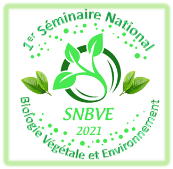 1er Séminaire National
SNBVE
2021
Biologie Végétale et Environnement